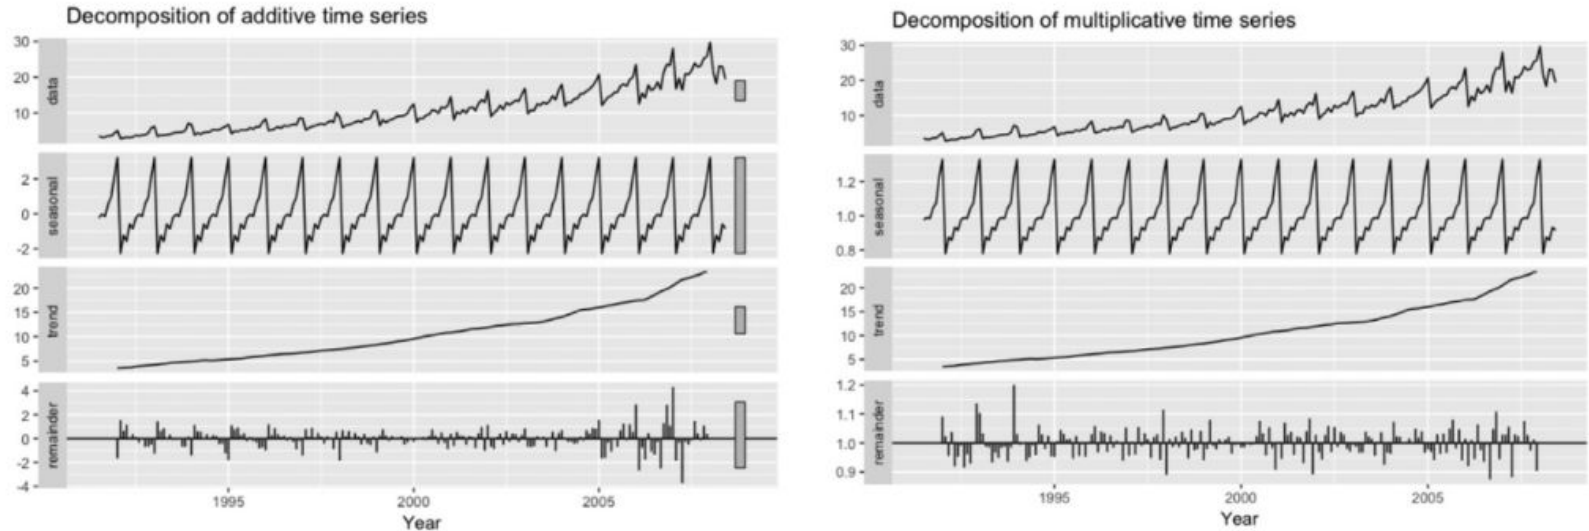 Decomposition of additive time series
data
30
20
10
seasonal
2
0
-2
trend
20
15
10
5
remainder
4
2
0
-2
-4
1995
2000
2005
Year
Decomposition of multiplicative time series
data
30
20
10
seasonal
1.2
1.0
0.8
trend
20
15
10
5
remainder
1.2
1.1
1.0
0.9
1995
2000
2005
Year